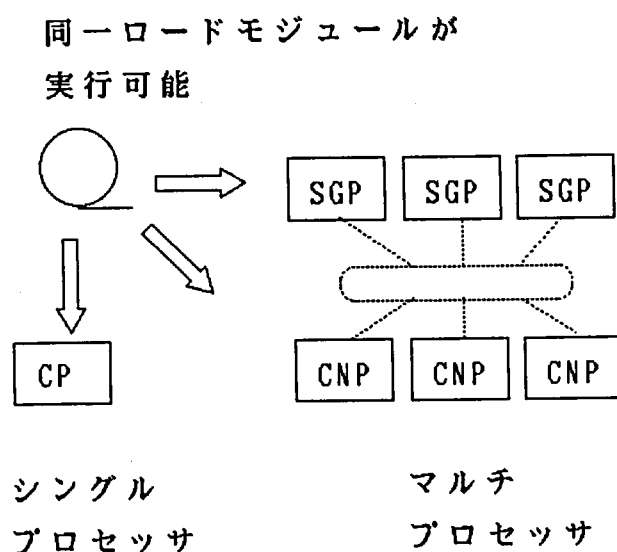 同一ロードモジュールが
実行可能
SGP SGP SGP
CP
CNP CNP CNP
シングル
プロセッサ
マルチ
プロセッサ